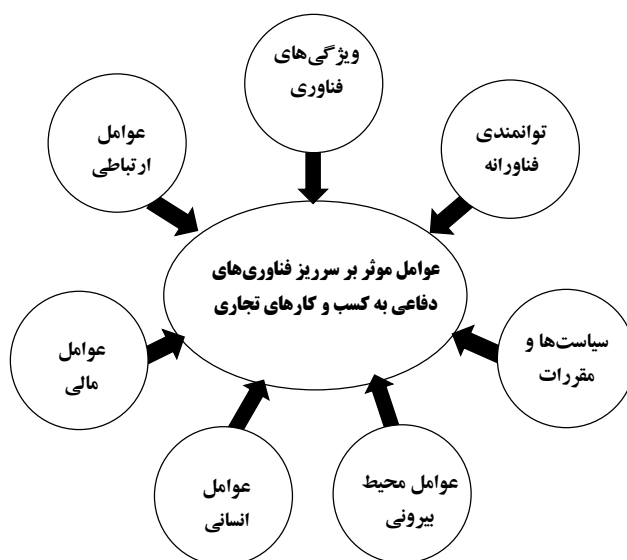 ویژگی‌های
فناوری
توانمندی
فناورانه
عوامل
ارتباطی
عوامل موثر بر سرریز فناوری‌های
دفاعی به کسب و کارهای تجاری
سیاست‌ها و
مقررات
عوامل
مالی
عوامل محیط
بیرونی
عوامل
انسانی